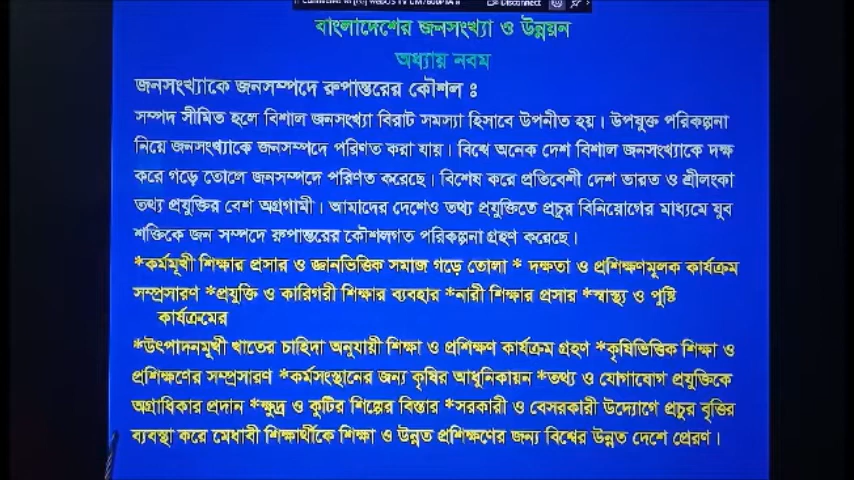 বাংলাদেশের জনসংখ্যা ও উন্নয়ন
অধ্যায় নবম
জনসংখ্যাকে জনসম্পদে রুপান্তরের কৌশল ঃ
সম্পদ সীমিত হলে বিশাল জনসংখ্যা বিরাট সমস্যা হিসাবে উপনীত হয়। উপযুক্ত পরিকল্পনা
নিয়ে জনসংখ্যাকে জনসম্পদে পরিণত করা যায়। বিশ্বে অনেক দেশ বিশাল জনসংখ্যাকে দক্ষ
করে গড়ে তোলে জনসম্পদে পরিণত করেছে। বিশেষ করে প্রতিবেশী দেশ ভারত ও শ্রীলংকা
তথ্য প্রযুক্তির বেশ অগ্রগামী। আমাদের দেশেও তথ্য প্রযুক্তিতে প্রচুর বিনিয়োগের মাধ্যমে যুব
শক্তিকে জন সম্পদে রুপান্তরের কৌশলগত পরিকল্পনা গ্রহণ করেছে।
*কর্মমূখী শিক্ষার প্রসার ও জ্ঞানভিত্তিক সমাজ গড়ে তোলা * দক্ষতা ও প্রশিক্ষণমূলক কার্যক্রম
সম্প্রসারণ *প্রযুক্তি ও কারিগরী শিক্ষার ব্যবহার *নারী শিক্ষার প্রসার *স্বাস্থ্য ও পুষ্টি
কার্যক্রমের
*উৎপাদনমূখী খাতের চাহিদা অনুযায়ী শিক্ষা ও প্রশিক্ষণ কার্যক্রম গ্রহণ *কৃষিভিত্তিক শিক্ষা ও
প্রশিক্ষণের সম্প্রসারণ *কর্মসংস্থানের জন্য কৃষির আধুনিকায়ন *তথ্য ও যোগাযোগ প্রযুক্তিকে
অগ্রাধিকার প্রদান *ক্ষুদ্র ও কুটির শিল্পের বিস্তার *সরকারী ও বেসরকারী উদ্যোগে প্রচুর বৃত্তির
ব্যবস্থা করে মেধাবী শিক্ষার্থীকে শিক্ষা ও উন্নত প্রশিক্ষণের জন্য বিশ্বের উন্নত দেশে প্রেরণ।